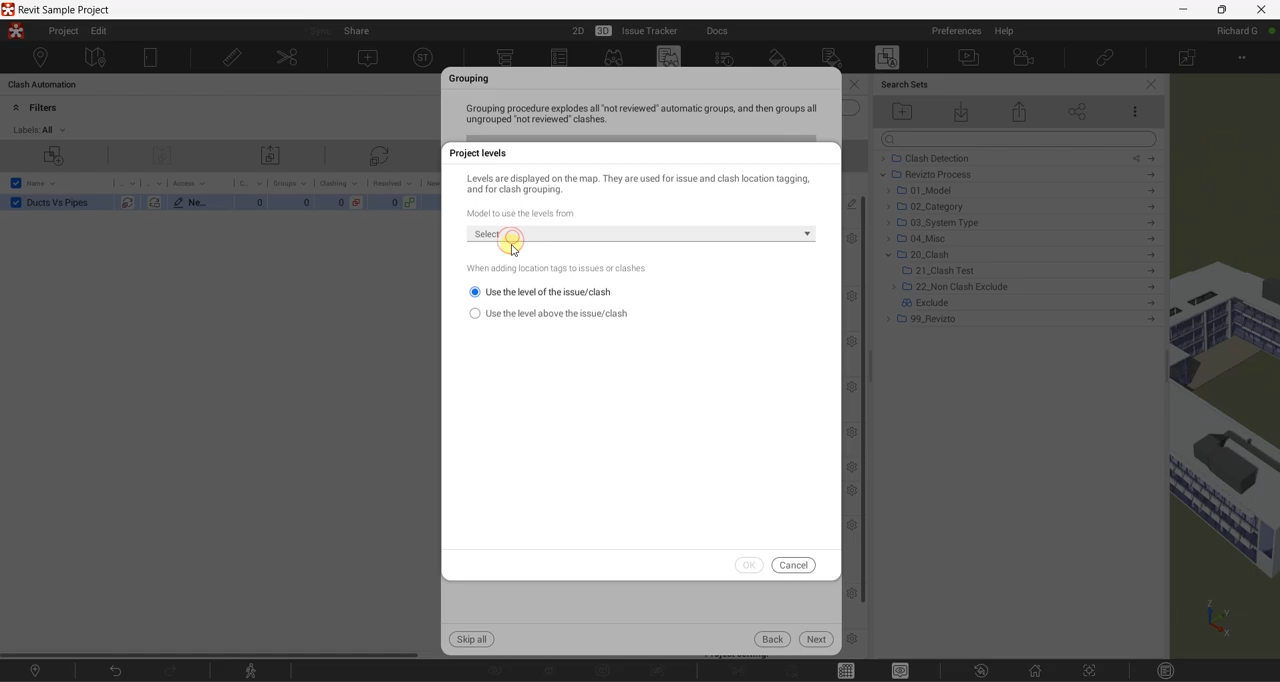 Revit Sample Project
Project Edit Sync Share 2D 3D Issue Tracker Docs Preferences Help Richard G
ST
Clash Automation
Filters
Labels: All
Name ... ... Access C... Groups Clashing Resolved New
Ducts Vs Pipes Ne... 0 0 0 0
Grouping
Grouping procedure explodes all "not reviewed" automatic groups, and then groups all
ungrouped "not reviewed" clashes.
Project levels
Levels are displayed on the map. They are used for issue and clash location tagging,
and for clash grouping.
Model to use the levels from
Select
When adding location tags to issues or clashes
Use the level of the issue/clash
Use the level above the issue/clash
OK Cancel
Skip all Back Next
Search Sets
Clash Detection
Revizto Process
01_Model
02_Category
03_System Type
04_Misc
20_Clash
21_Clash Test
22_Non Clash Exclude
Exclude
99_Revizto
Z
Y
X